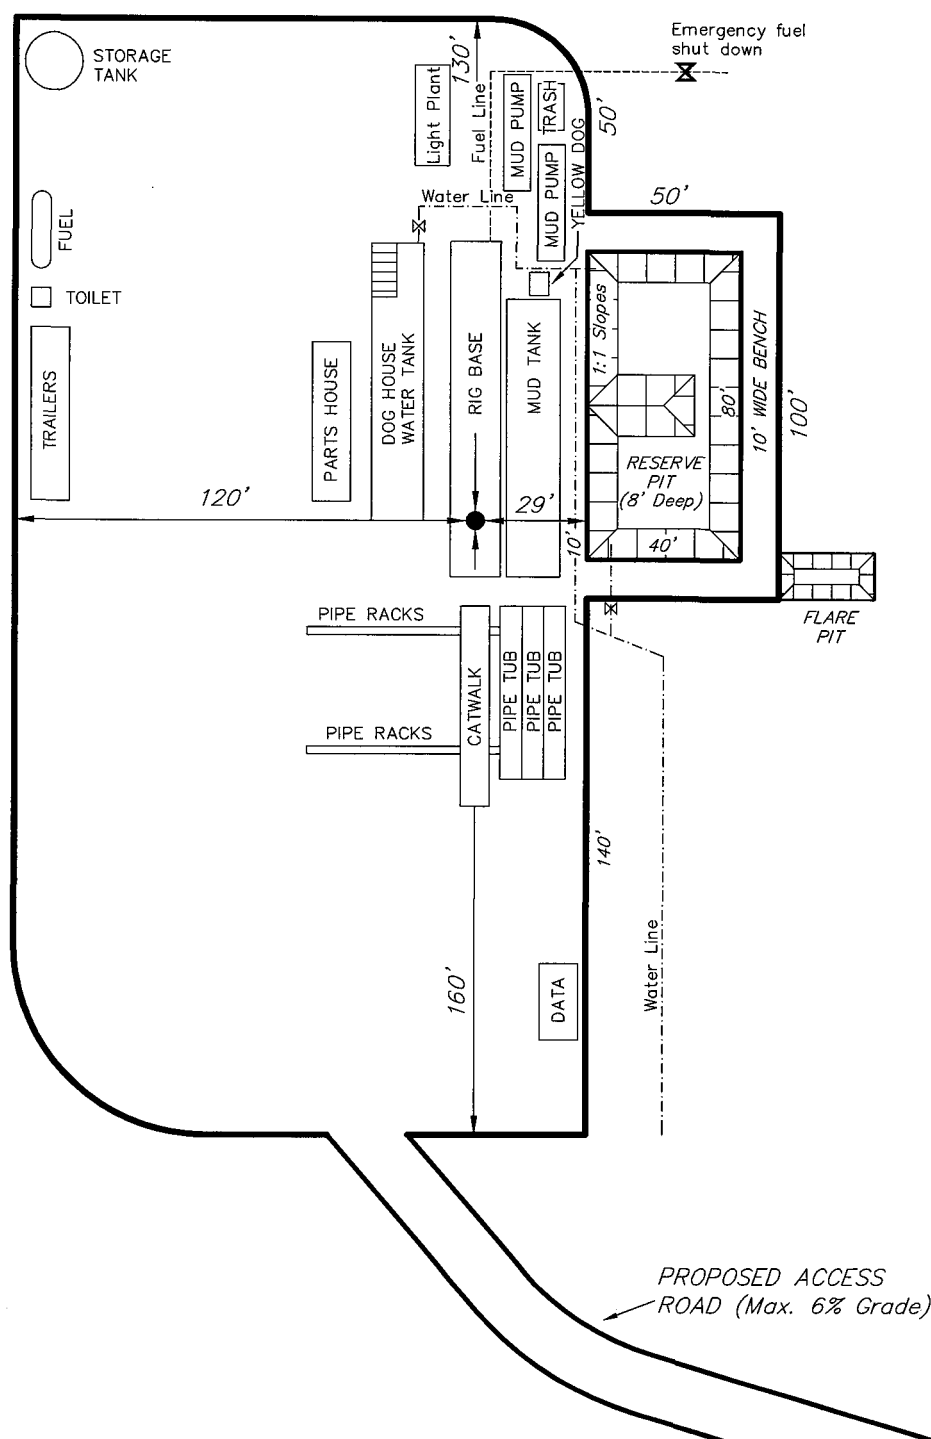 Emergency fuel
shut down
STORAGE
TANK
130'
Light Plant
Fuel Line
MUD PUMP
TRASH
50'
MUD PUMP
YELLOW DOG
Water Line
50'
FUEL
TOILET
TRAILERS
PARTS HOUSE
DOG HOUSE
WATER TANK
RIG BASE
MUD TANK
1:1 Slopes
80'
10' WIDE BENCH
100'
RESERVE
PIT
(8' Deep)
120'
29'
10'
40'
FLARE
PIT
PIPE RACKS
CATWALK
PIPE TUB
PIPE TUB
PIPE TUB
PIPE RACKS
140'
Water Line
160'
DATA
PROPOSED ACCESS
ROAD (Max. 6% Grade)